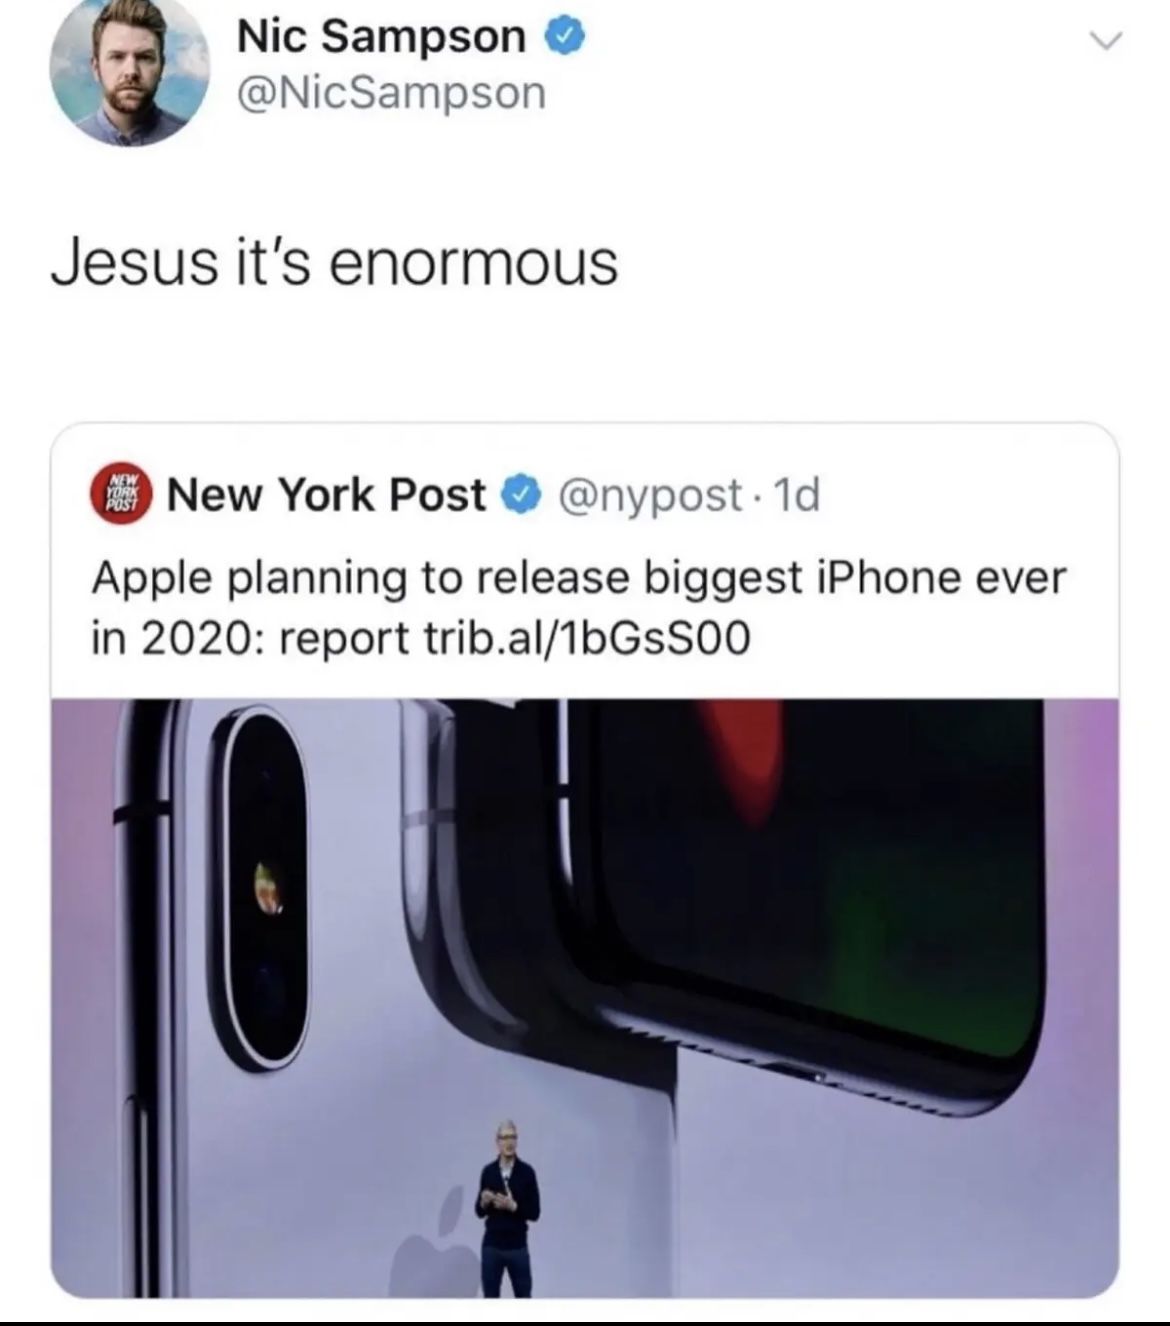 Nic Sampson
@NicSampson
Jesus it's enormous
NEW
YORK
POST
New York Post @nypost · 1d
Apple planning to release biggest iPhone ever
in 2020: report trib.al/1bGsS00